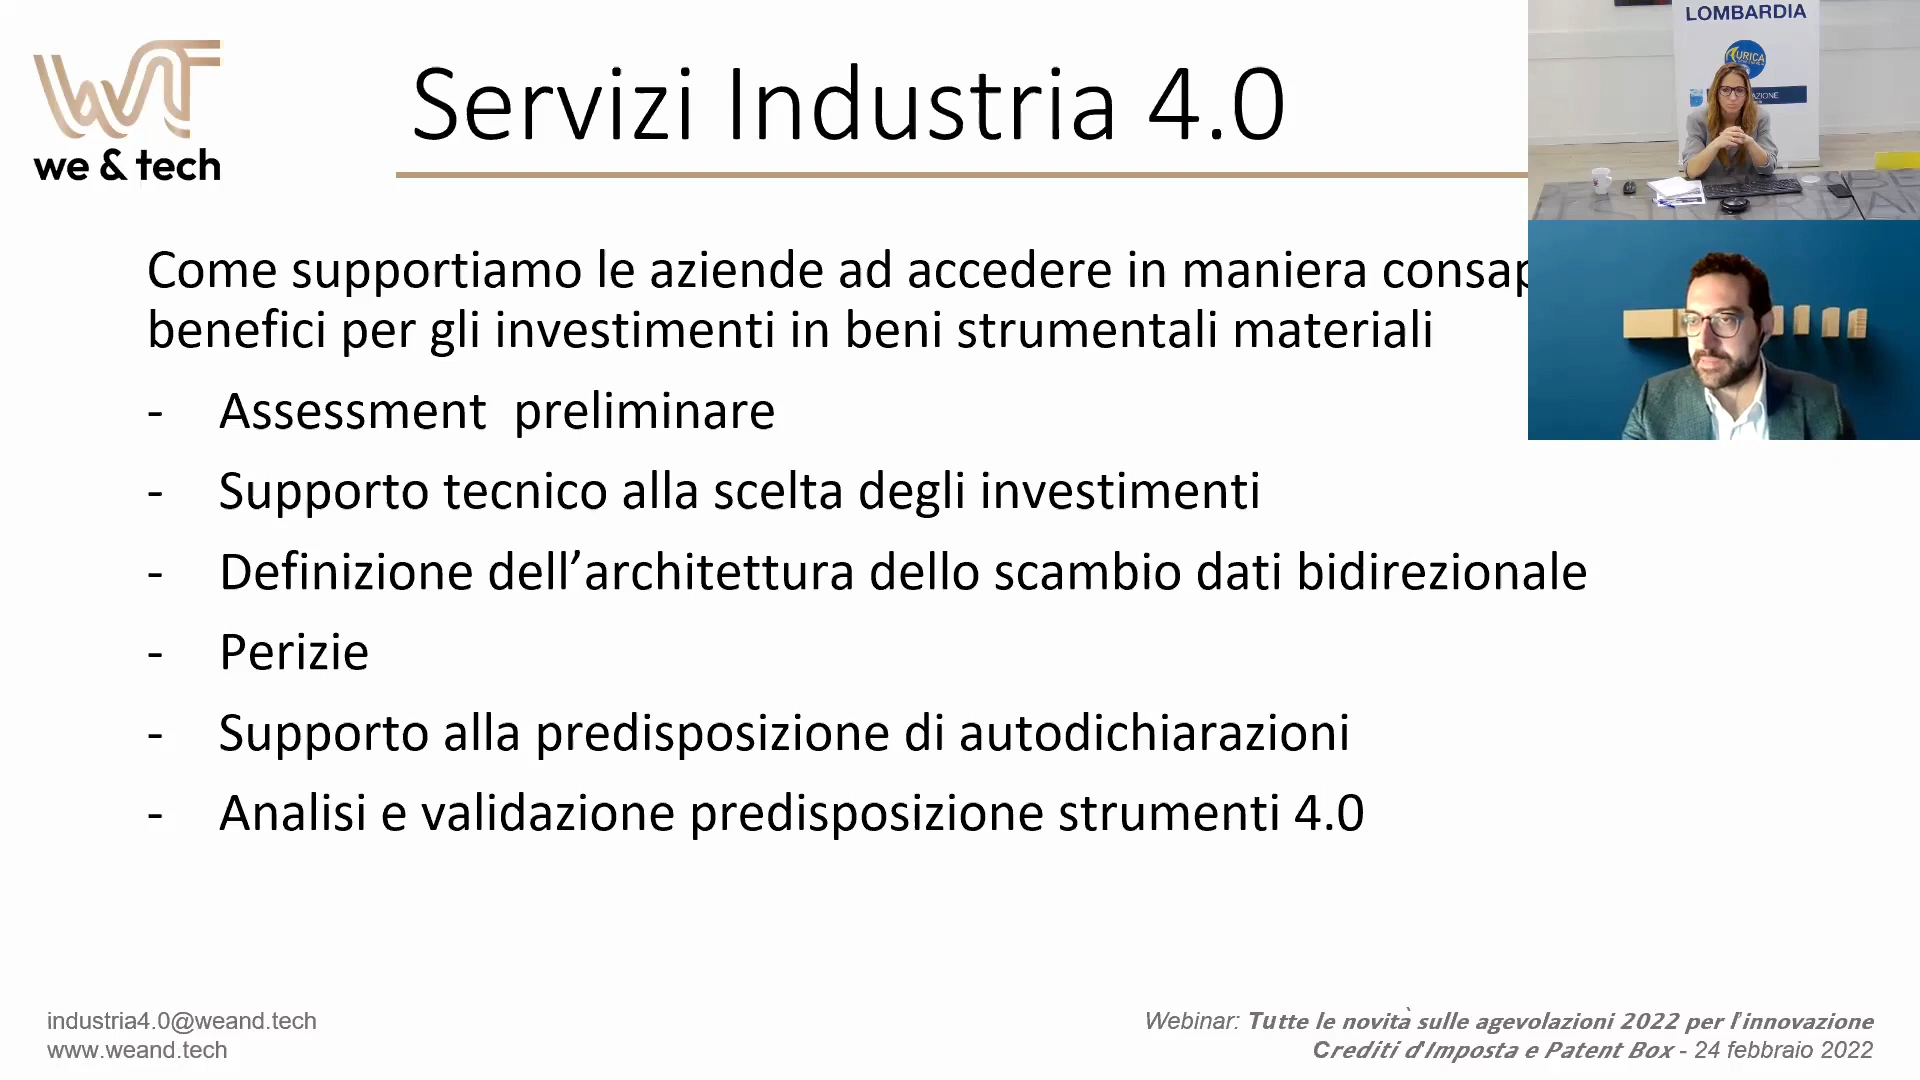 we & tech
Servizi Industria 4.0
LOMBARDIA
URICA
AZIONE
Come supportiamo le aziende ad accedere in maniera consap
benefici per gli investimenti in beni strumentali materiali
- Assessment preliminare
- Supporto tecnico alla scelta degli investimenti
- Definizione dell’architettura dello scambio dati bidirezionale
- Perizie
- Supporto alla predisposizione di autodichiarazioni
- Analisi e validazione predisposizione strumenti 4.0
industria4.0@weand.tech
www.weand.tech
Webinar: Tutte le novità sulle agevolazioni 2022 per l'innovazione
Crediti d'Imposta e Patent Box - 24 febbraio 2022